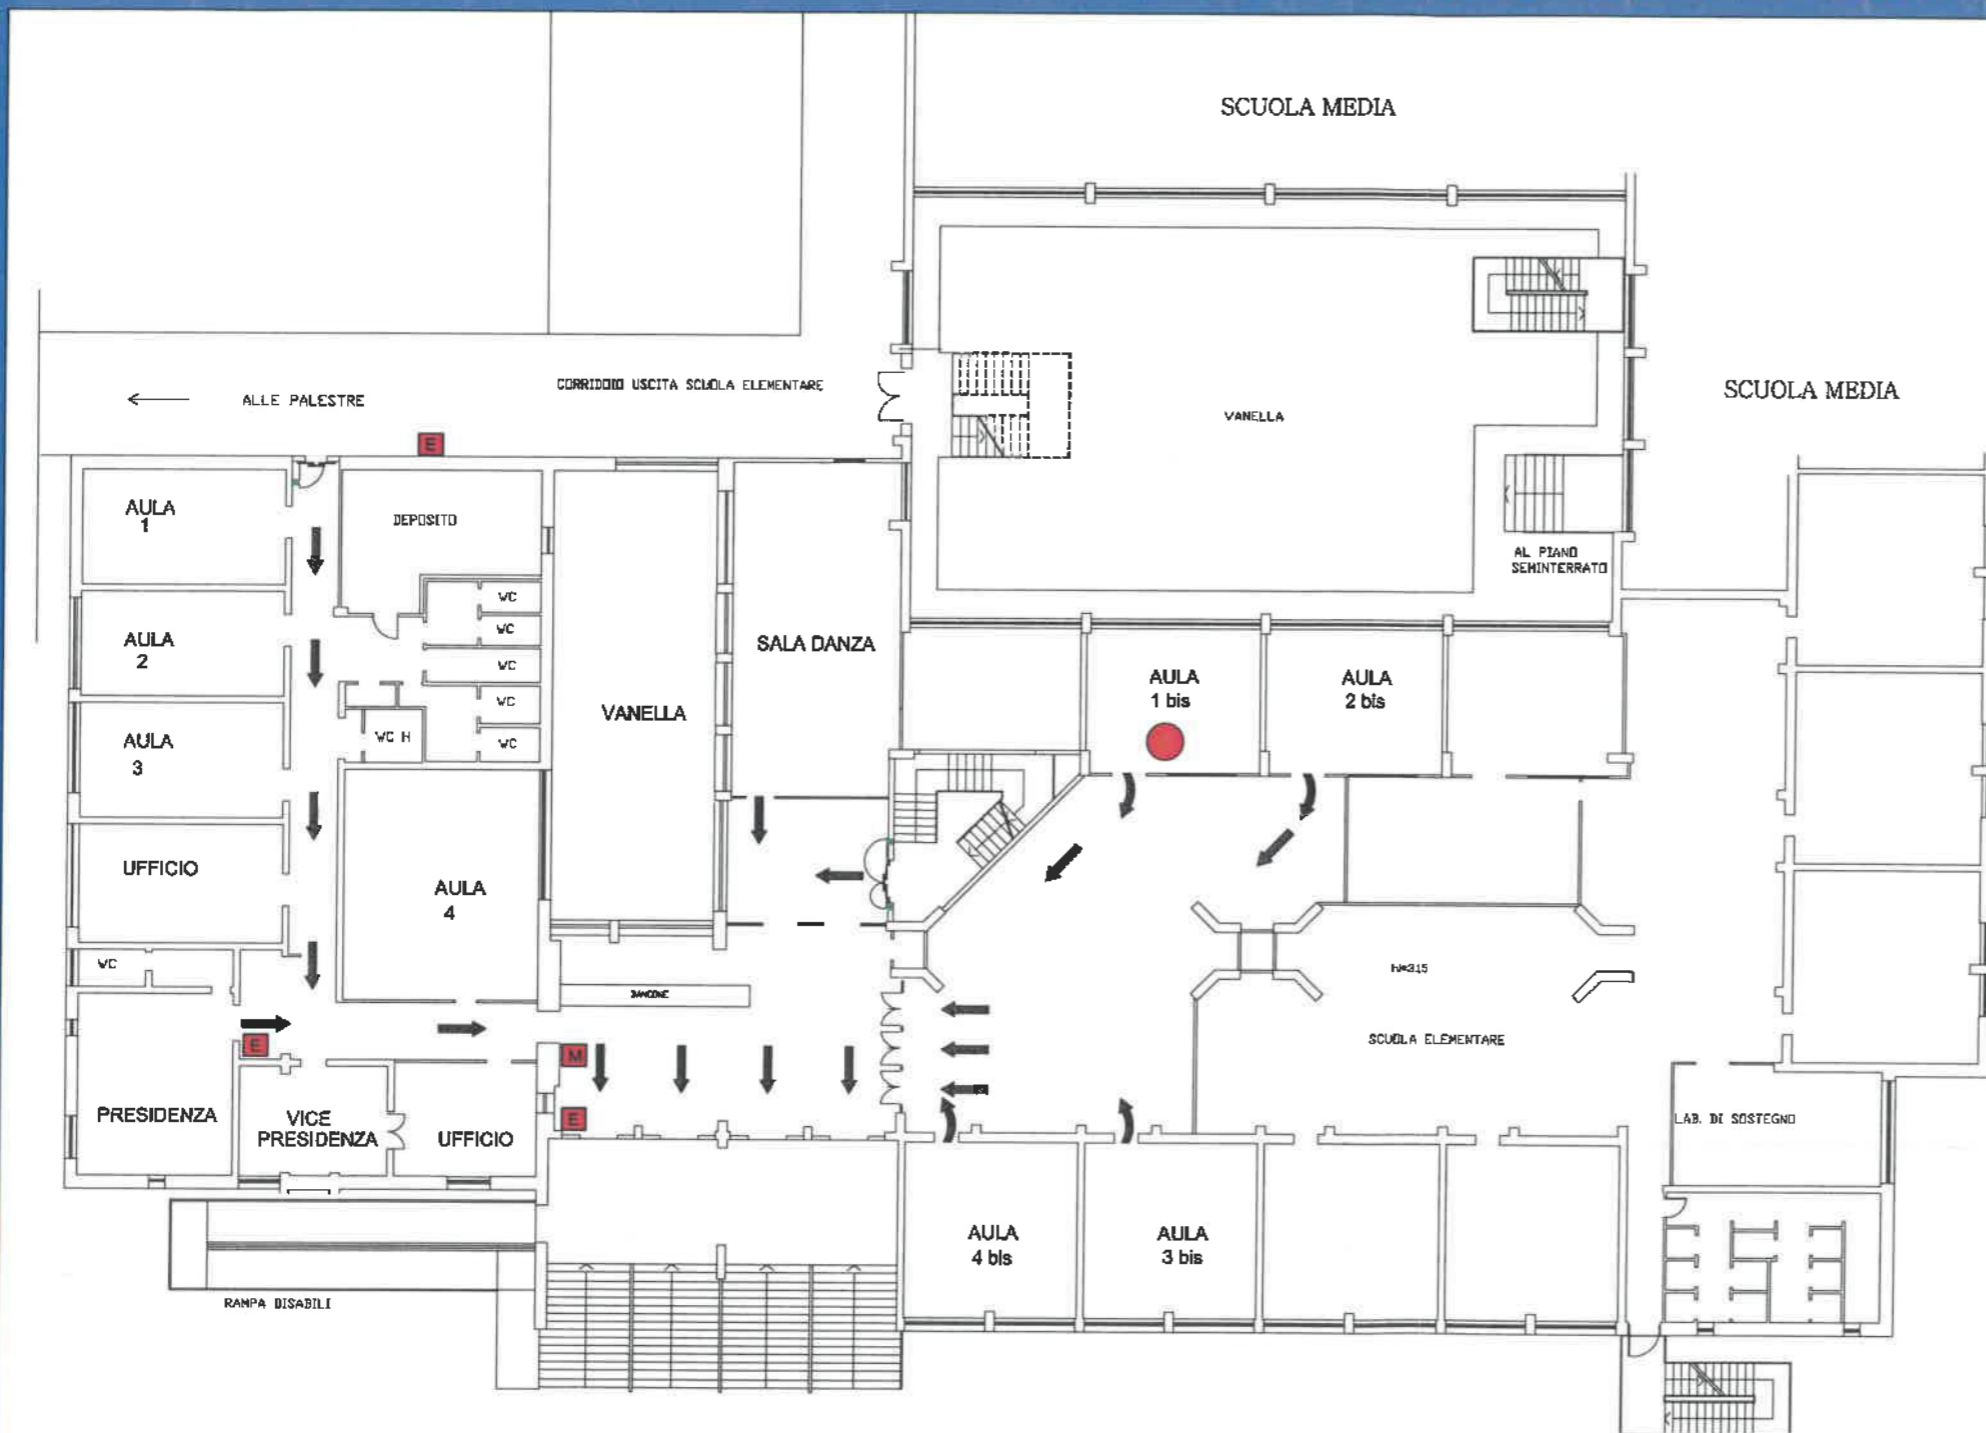 SCUOLA MEDIA
SCUOLA MEDIA
CORRIDOIO USCITA SCUOLA ELEMENTARE
ALLE PALESTRE
VANELLA
E
AULA
1
DEPOSITO
AL PIANO
SEMINTERRATO
WC
WC
WC
WC
WC
WC H
AULA
2
SALA DANZA
AULA
1 bis
AULA
2 bis
VANELLA
AULA
3
UFFICIO
AULA
4
WC
BANCONE
H=315
SCUOLA ELEMENTARE
E
M
E
PRESIDENZA
VICE
PRESIDENZA
UFFICIO
LAB. DI SOSTEGNO
AULA
4 bis
AULA
3 bis
RAMPA DISABILI